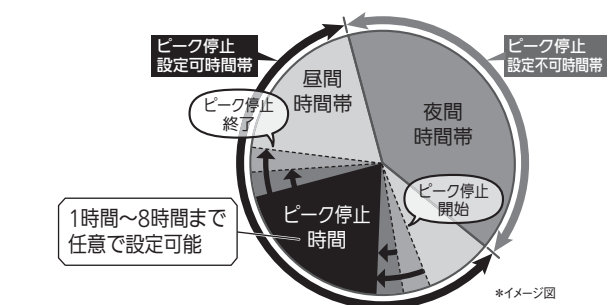 ピーク停止
設定可時間帯
ピーク停止
設定不可時間帯
昼間
時間帯
夜間
時間帯
ピーク停止
終了
ピーク停止
開始
1時間~8時間まで
任意で設定可能
ピーク停止
時間
*イメージ図